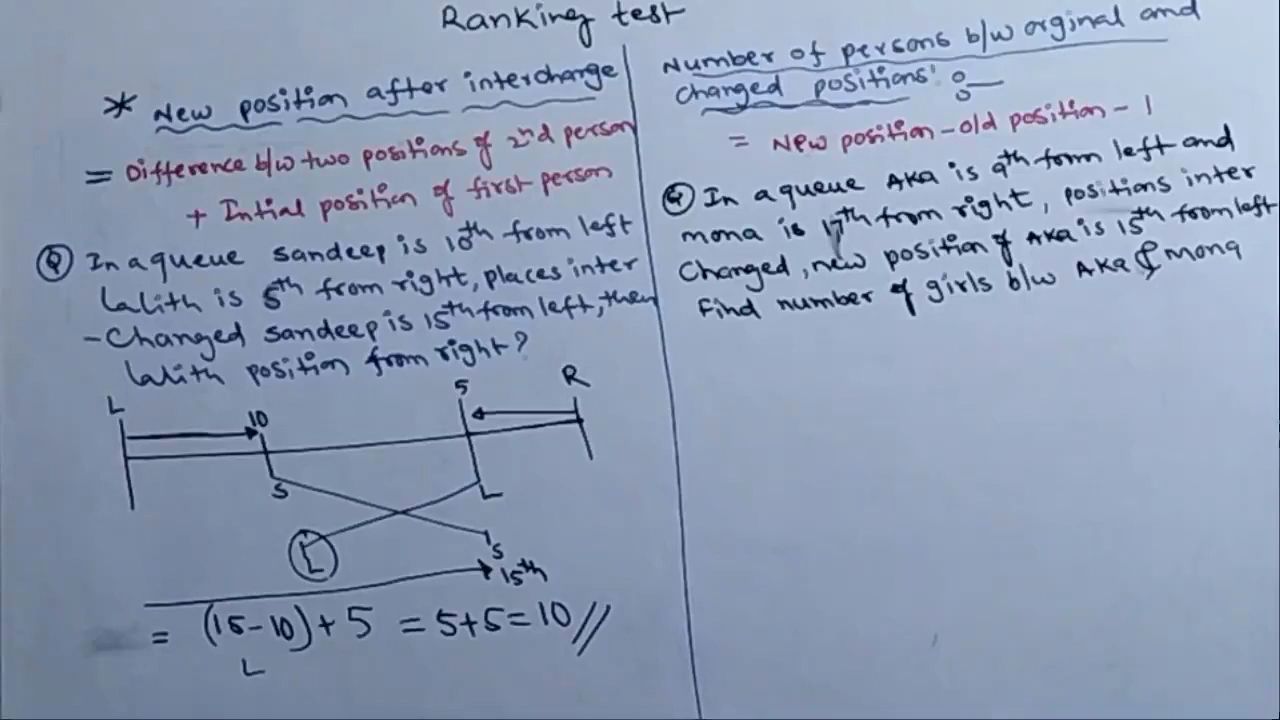 Ranking test
* New position after intercharge
= Difference b/w two positions of 2nd person
+ Intial position of first person
Q In a queue sandeep is 10th from left
lalith is 5th from right, places inter
- Changed sandeep is 15th from left, then
lalith position from right?
L 10 5 R
S L
L S
15th
= (15-10) + 5 = 5+5=10//
L
Number of persons b/w orginal and
changed positions:
= New position - old position - 1
Q In a queue AKA is 9th form left and
mona is 17th from right, positions inter
Changed, new position of AKA is 15th from left
Find number of girls b/w AKA & mona